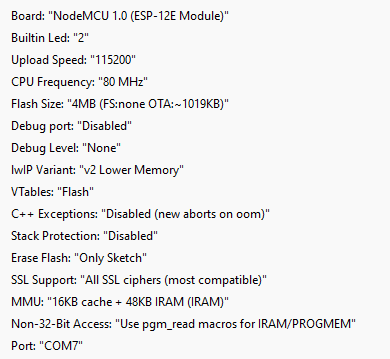 Board: "NodeMCU 1.0 (ESP-12E Module)"
Builtin Led: "2"
Upload Speed: "115200"
CPU Frequency: "80 MHz"
Flash Size: "4MB (FS:none OTA:~1019KB)"
Debug port: "Disabled"
Debug Level: "None"
lwIP Variant: "v2 Lower Memory"
VTables: "Flash"
C++ Exceptions: "Disabled (new aborts on oom)"
Stack Protection: "Disabled"
Erase Flash: "Only Sketch"
SSL Support: "All SSL ciphers (most compatible)"
MMU: "16KB cache + 48KB IRAM (IRAM)"
Non-32-Bit Access: "Use pgm_read macros for IRAM/PROGMEM"
Port: "COM7"